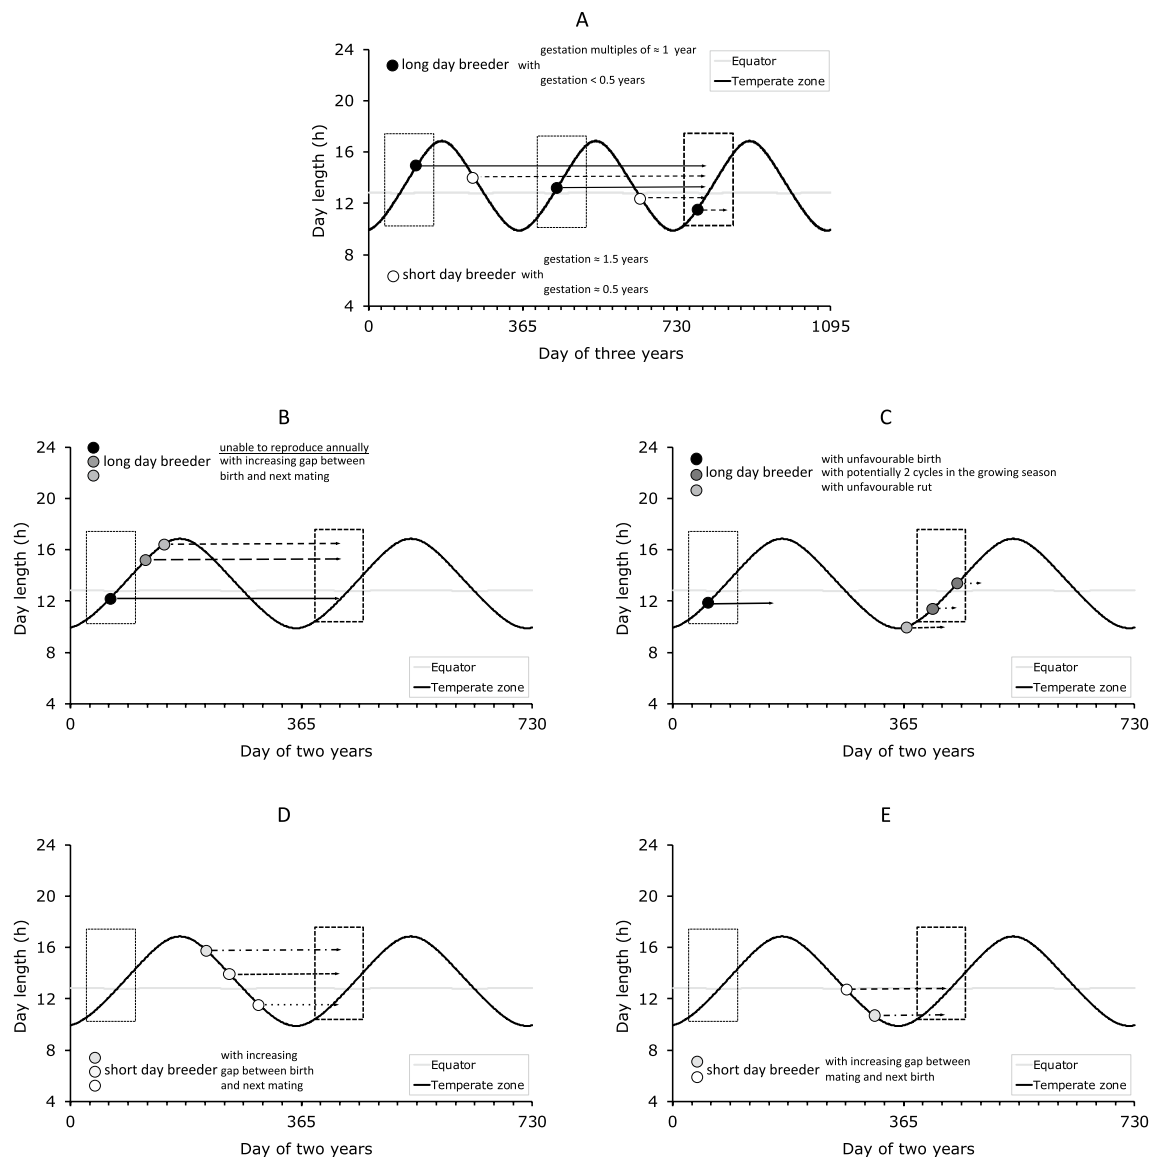 A
24
20
16
12
8
4
Day length (h)
long day breeder with
gestation multiples of ≈ 1 year
gestation < 0.5 years
Equator
Temperate zone
short day breeder with
gestation ≈ 1.5 years
gestation ≈ 0.5 years
0 365 730 1095
Day of three years
B
24
20
16
12
8
4
Day length (h)
long day breeder
unable to reproduce annually
with increasing gap between
birth and next mating
Equator
Temperate zone
0 365 730
Day of two years
C
24
20
16
12
8
4
Day length (h)
long day breeder
with unfavourable birth
with potentially 2 cycles in the growing season
with unfavourable rut
Equator
Temperate zone
0 365 730
Day of two years
D
24
20
16
12
8
4
Day length (h)
short day breeder
with increasing
gap between birth
and next mating
Equator
Temperate zone
0 365 730
Day of two years
E
24
20
16
12
8
4
Day length (h)
short day breeder
with increasing gap between
mating and next birth
Equator
Temperate zone
0 365 730
Day of two years